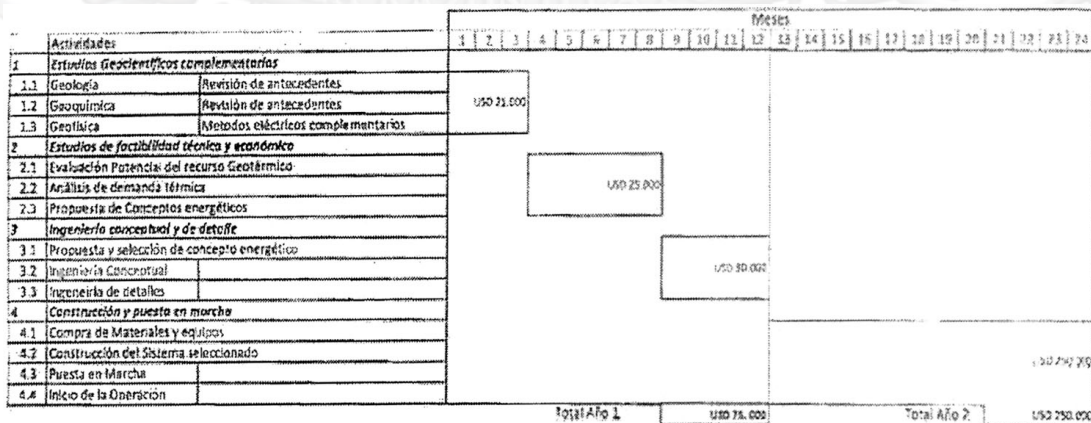 Meses
Actividades 1 2 3 4 5 6 7 8 9 10 11 12 13 14 15 16 17 18 19 20 21 22 23 24
1 Estudios Geocientíficos complementarios
1.1 Geología Revisión de antecedentes
1.2 Geoquimica Revisión de antecedentes USD 21.000
1.3 Geofísica Metodos eléctricos complementarios
2 Estudios de factibilidad técnica y económico
2.1 Evaluación Potencial del recurso Geotérmico
2.2 Análisis de demanda térmica USD 25.000
2.3 Propuesta de Conceptos energéticos
3 Ingeniería conceptual y de detalle
3.1 Propuesta y selección de concepto energético
3.2 Ingeniería Conceptual USD 30.000
3.3 Ingeneiría de detalles
4 Construcción y puesta en marcha
4.1 Compra de Materiales y equipos
4.2 Construcción del Sistema seleccionado
4.3 Puesta en Marcha
4.4 Inicio de la Operación
Total Año 1 Total Año 2 USD 250.000